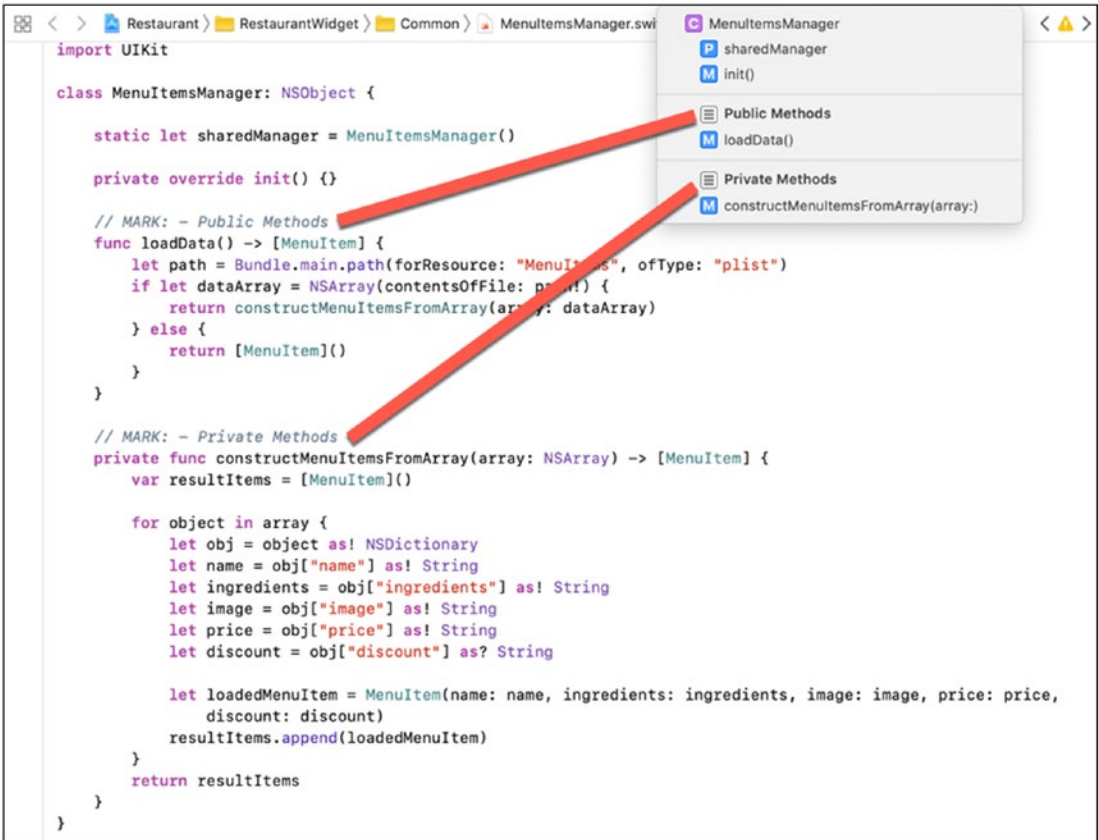 Restaurant 〉 RestaurantWidget 〉 Common 〉 MenuItemsManager.swi
MenuItemsManager
P sharedManager
M init()
Public Methods
M loadData()
Private Methods
M constructMenuItemsFromArray(array:)
import UIKit
class MenuItemsManager: NSObject {
static let sharedManager = MenuItemsManager()
private override init() {}
// MARK: - Public Methods
func loadData() -> [MenuItem] {
let path = Bundle.main.path(forResource: "MenuItems", ofType: "plist")
if let dataArray = NSArray(contentsOfFile: path!) {
return constructMenuItemsFromArray(array: dataArray)
} else {
return [MenuItem]()
}
}
// MARK: - Private Methods
private func constructMenuItemsFromArray(array: NSArray) -> [MenuItem] {
var resultItems = [MenuItem]()
for object in array {
let obj = object as! NSDictionary
let name = obj["name"] as! String
let ingredients = obj["ingredients"] as! String
let image = obj["image"] as! String
let price = obj["price"] as! String
let discount = obj["discount"] as? String
let loadedMenuItem = MenuItem(name: name, ingredients: ingredients, image: image, price: price,
discount: discount)
resultItems.append(loadedMenuItem)
}
return resultItems
}
}